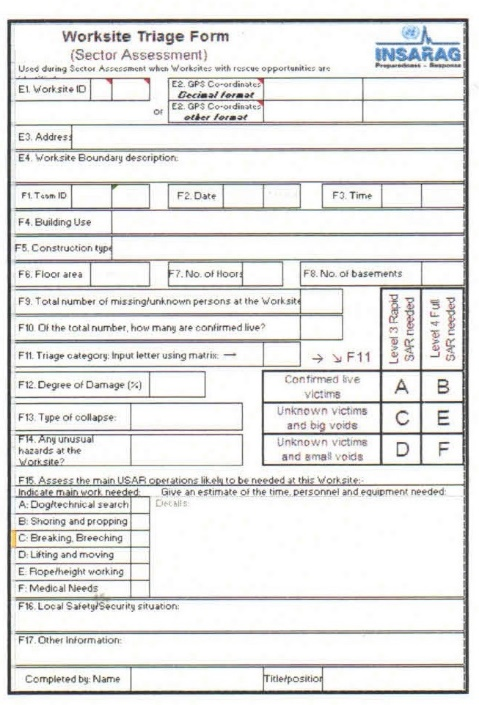 Worksite Triage Form
(Sector Assessment)
INSARAG
Preparedness - Response
Used during Sector Assessment when Worksites with rescue opportunities are
E1. Worksite ID
E2. GPS Co-ordinates
Decimal format
or
E2. GPS Co-ordinates
other format
E3. Address
E4. Worksite Boundary description:
F1. Team ID
F2. Date
F3. Time
F4. Building Use
F5. Construction type
F6. Floor area
F7. No. of floors
F8. No. of basements
F9. Total number of missing/unknown persons at the Worksite
F10. Of the total number, how many are confirmed live?
F11. Triage category: Input letter using matrix: →
→ ↘ F11
Level 3 Rapid
SAR needed
Level 4 Full
SAR needed
F12. Degree of Damage (%)
Confirmed live
victims
A
B
F13. Type of collapse:
Unknown victims
and big voids
C
E
F14. Any unusual
hazards at the
Worksite?
Unknown victims
and small voids
D
F
F15. Assess the main USAR operations likely to be needed at this Worksite:-
Indicate main work needed: Give an estimate of the time, personnel and equipment needed:
A: Dog/technical search
Details:
B: Shoring and propping
C: Breaking, Breeching
D: Lifting and moving
E: Rope/height working
F: Medical Needs
F16. Local Safety/Security situation:
F17. Other Information:
Completed by: Name
Title/position